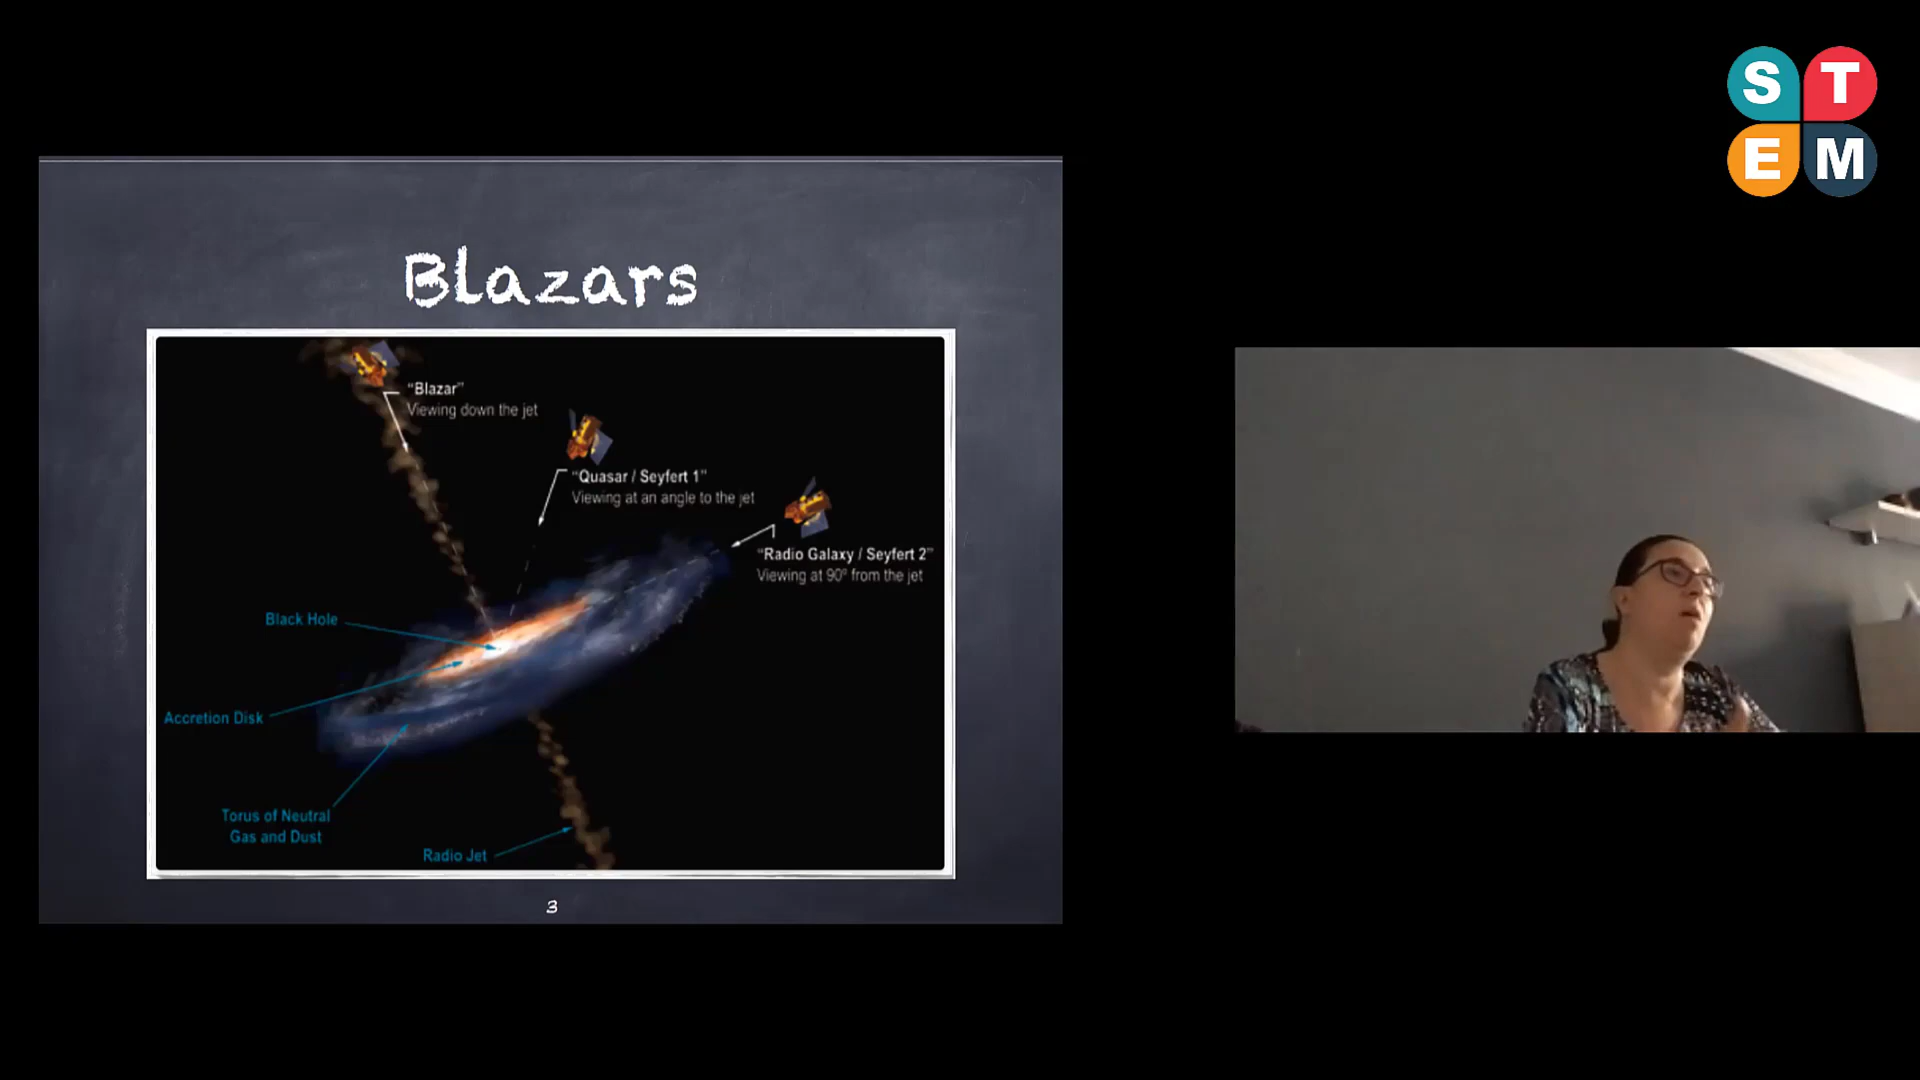 S T
E M
Blazars
“Blazar”
Viewing down the jet
“Quasar / Seyfert 1”
Viewing at an angle to the jet
“Radio Galaxy / Seyfert 2”
Viewing at 90º from the jet
Black Hole
Accretion Disk
Torus of Neutral
Gas and Dust
Radio Jet
3